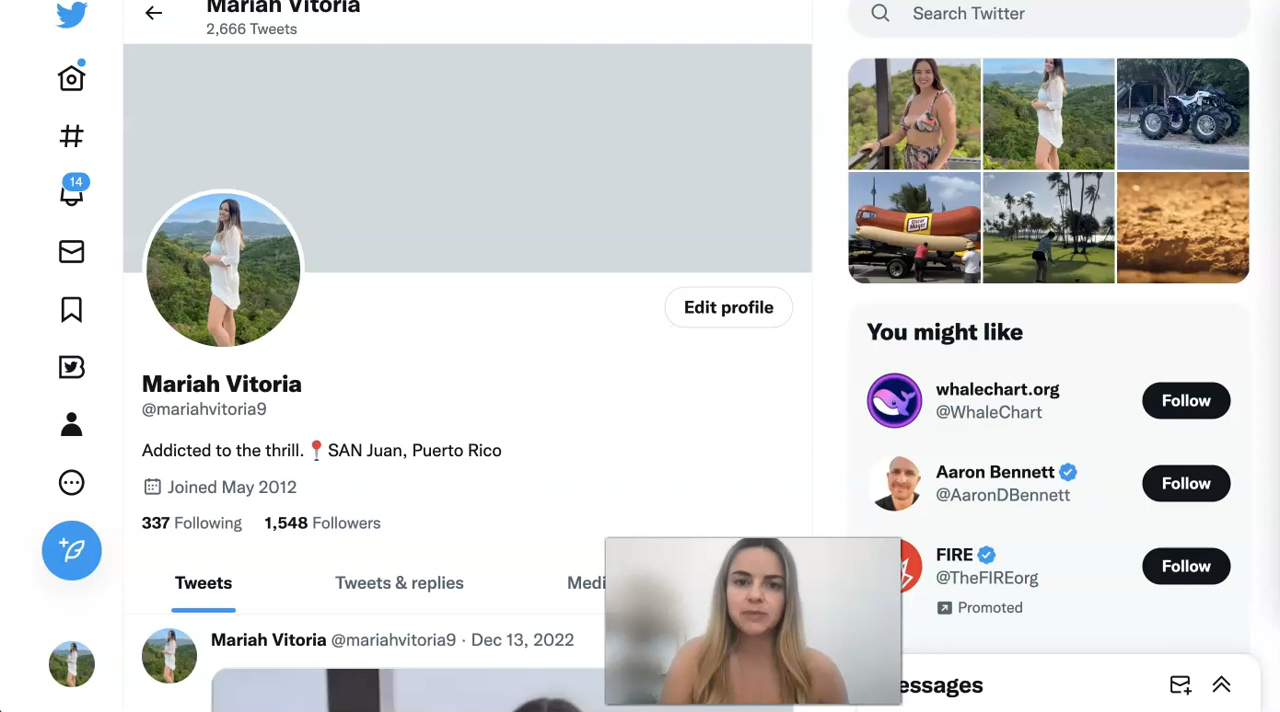 Mariah Vitoria
2,666 Tweets
Search Twitter
14
Oscar
Mayer
Edit profile
Mariah Vitoria
@mariahvitoria9
Addicted to the thrill. 📍SAN Juan, Puerto Rico
Joined May 2012
337 Following 1,548 Followers
Tweets Tweets & replies Medi
Mariah Vitoria @mariahvitoria9 · Dec 13, 2022
You might like
whalechart.org
@WhaleChart
Follow
Aaron Bennett
@AaronDBennett
Follow
FIRE
@TheFIREorg
Follow
Promoted
essages